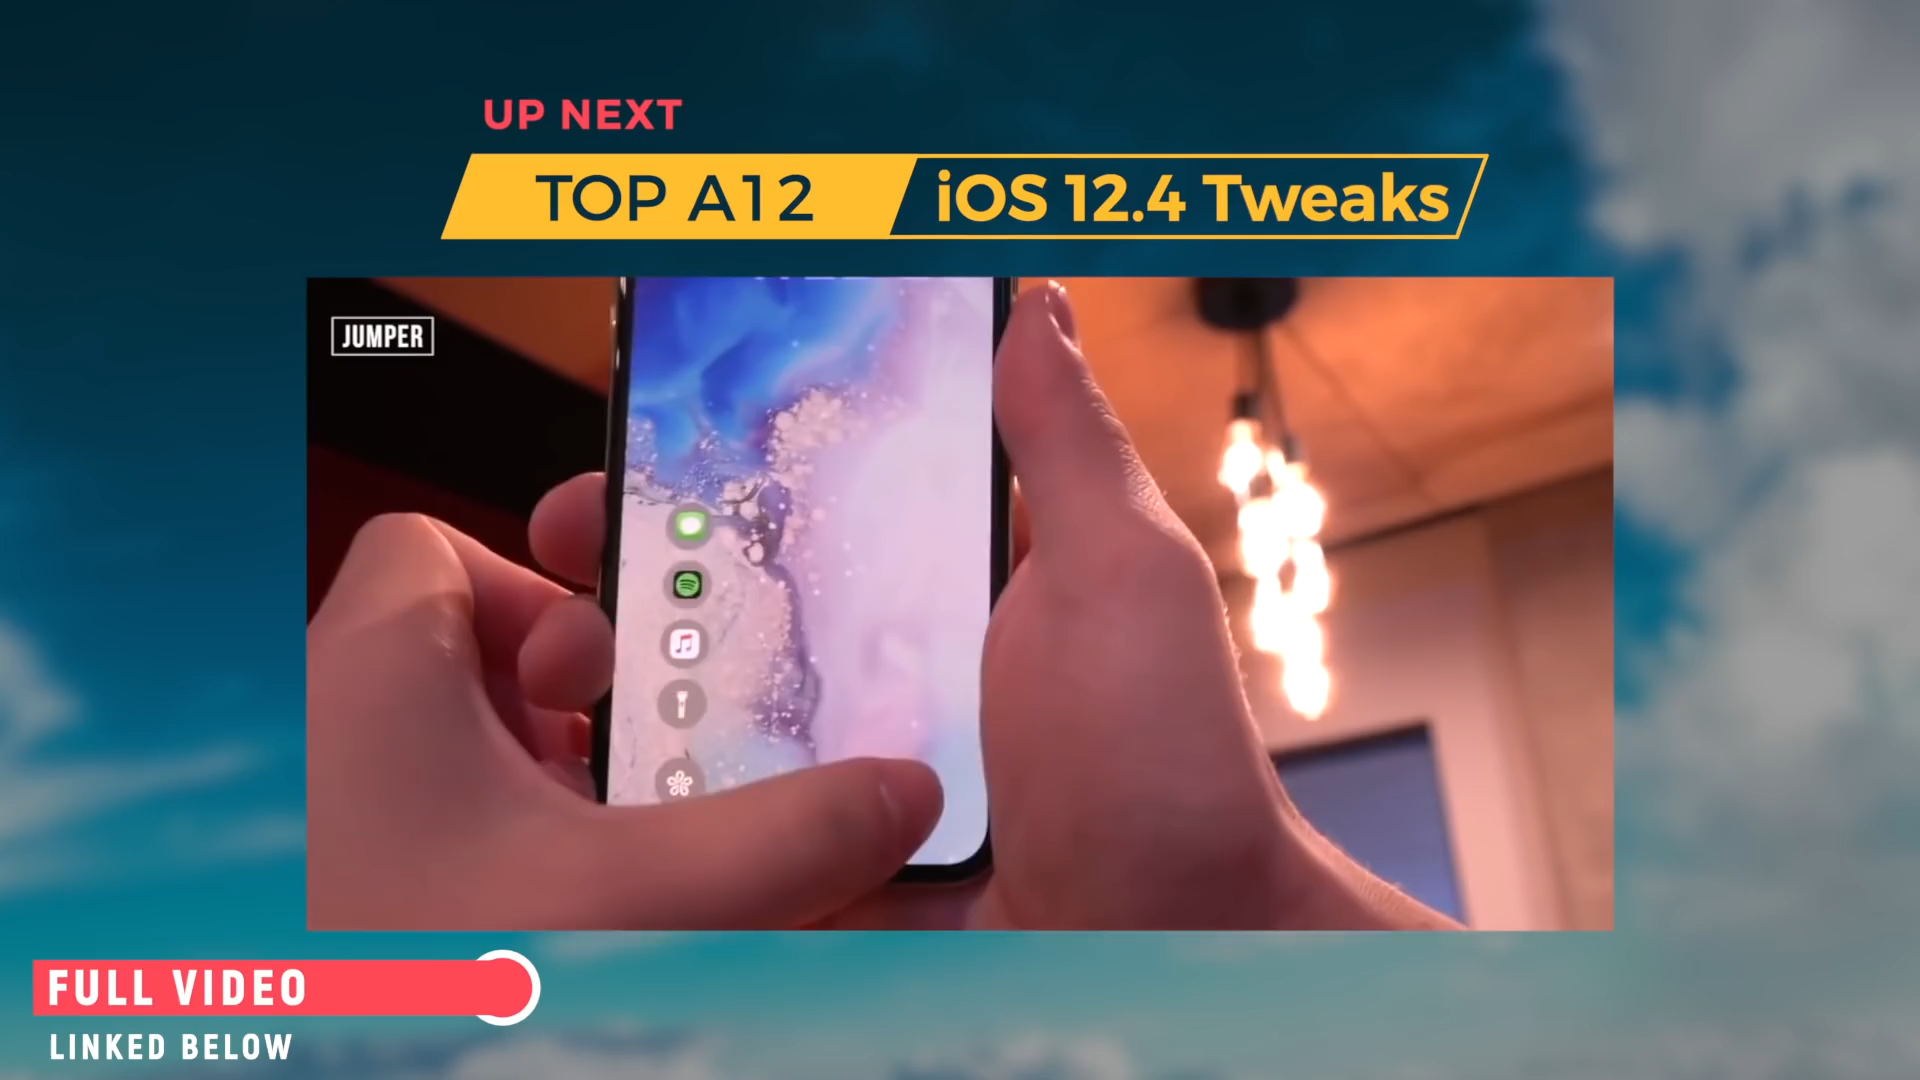 UP NEXT
TOP A12 iOS 12.4 Tweaks
JUMPER
FULL VIDEO
LINKED BELOW